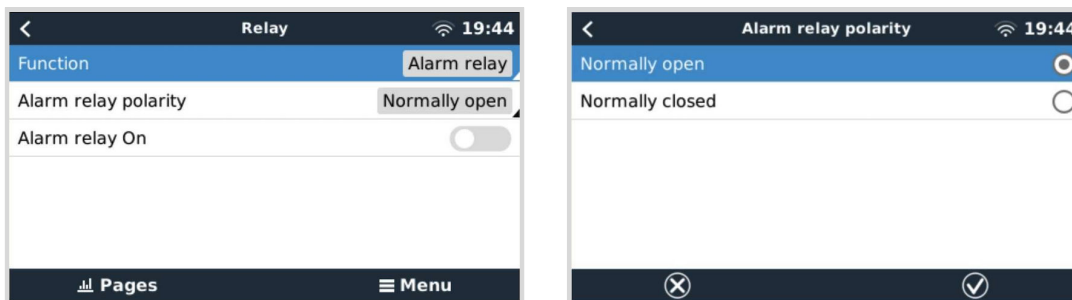 Relay 19:44
Function Alarm relay
Alarm relay polarity Normally open
Alarm relay On
Pages Menu
Alarm relay polarity 19:44
Normally open
Normally closed